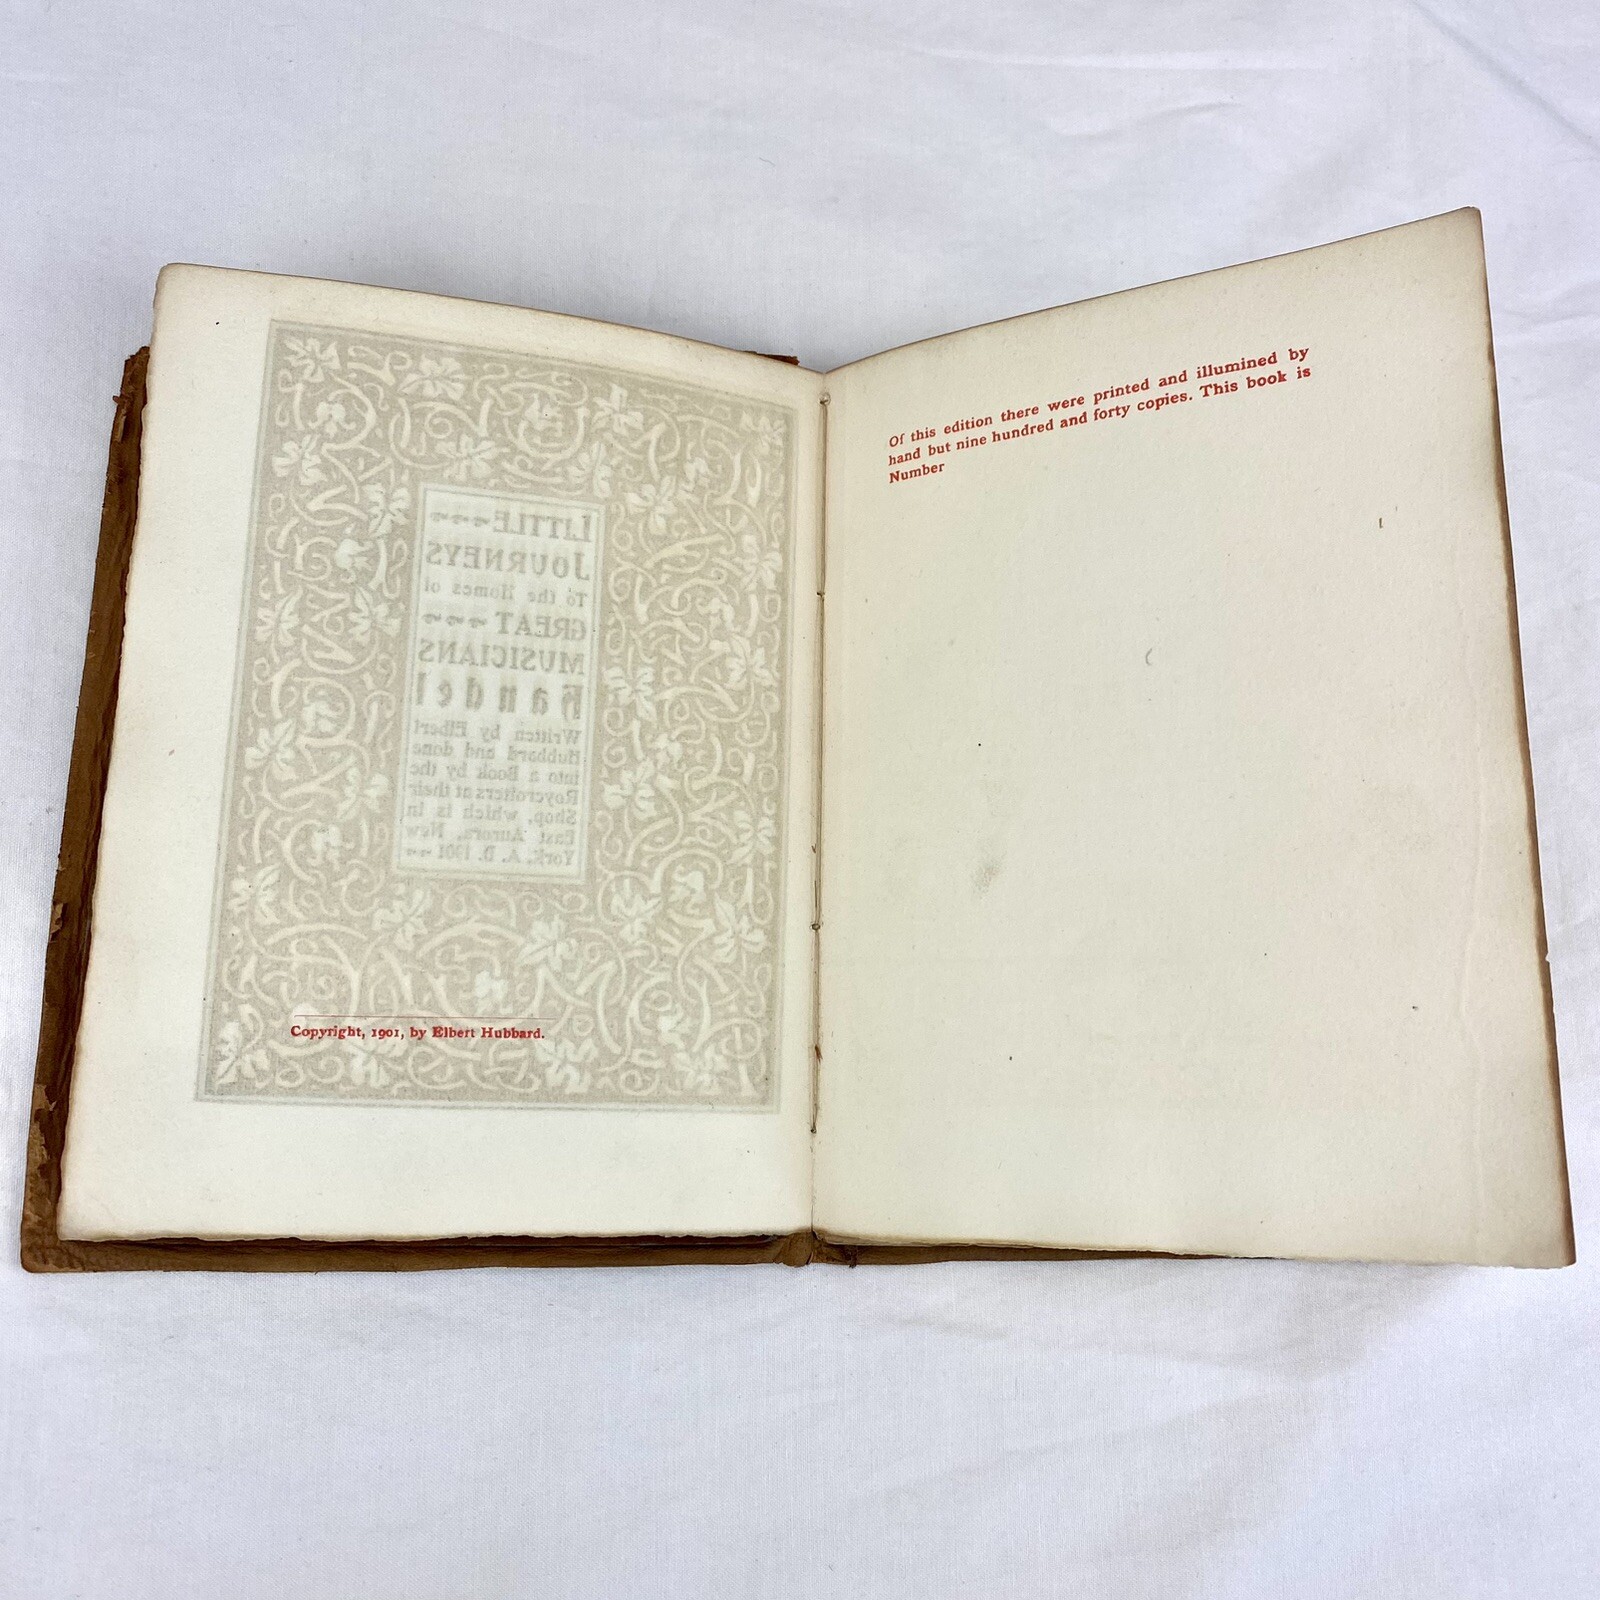 LITTLE
JOURNEYS
To the Homes of
GREAT
MUSICIANS
Handel
Written by Elbert
Hubbard and done
into a Book by the
Roycrofters at their
Shop, which is in
East Aurora, New
York, A. D. 1901
Copyright, 1901, by Elbert Hubbard.
Of this edition there were printed and illumined by
hand but nine hundred and forty copies. This book is
Number